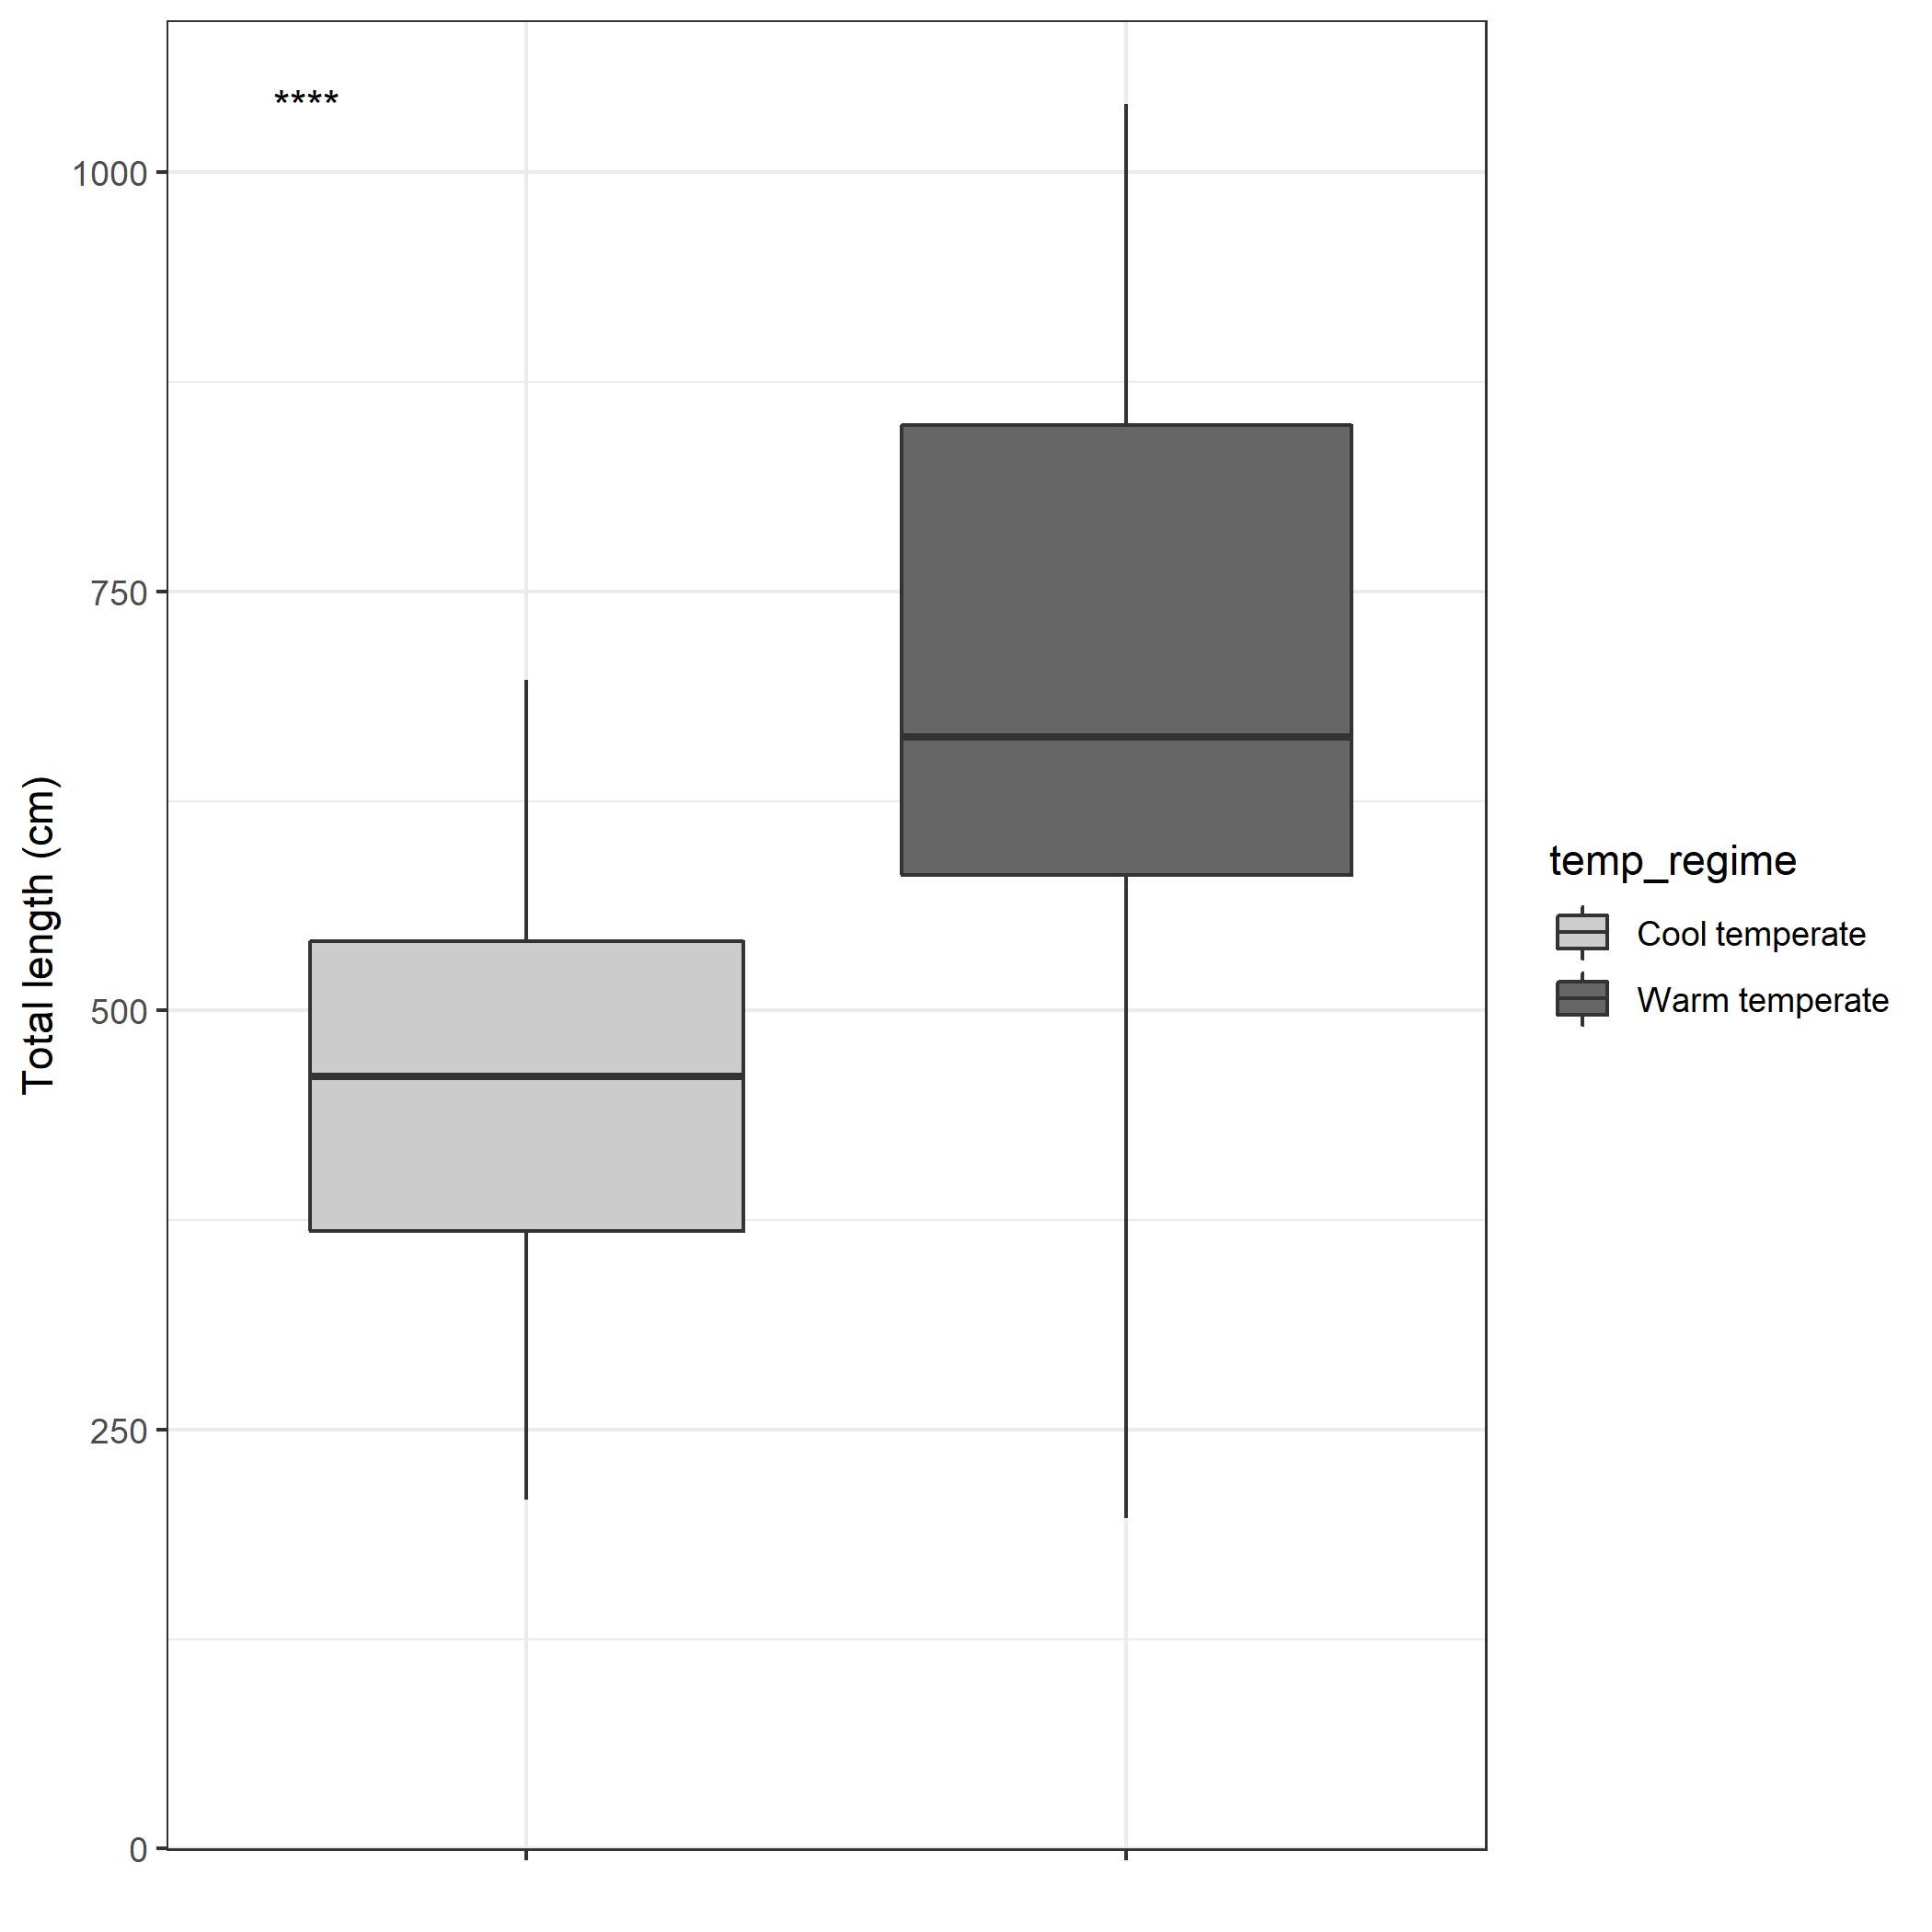 ****
1000
750
500
250
0
Total length (cm)
temp_regime
Cool temperate
Warm temperate